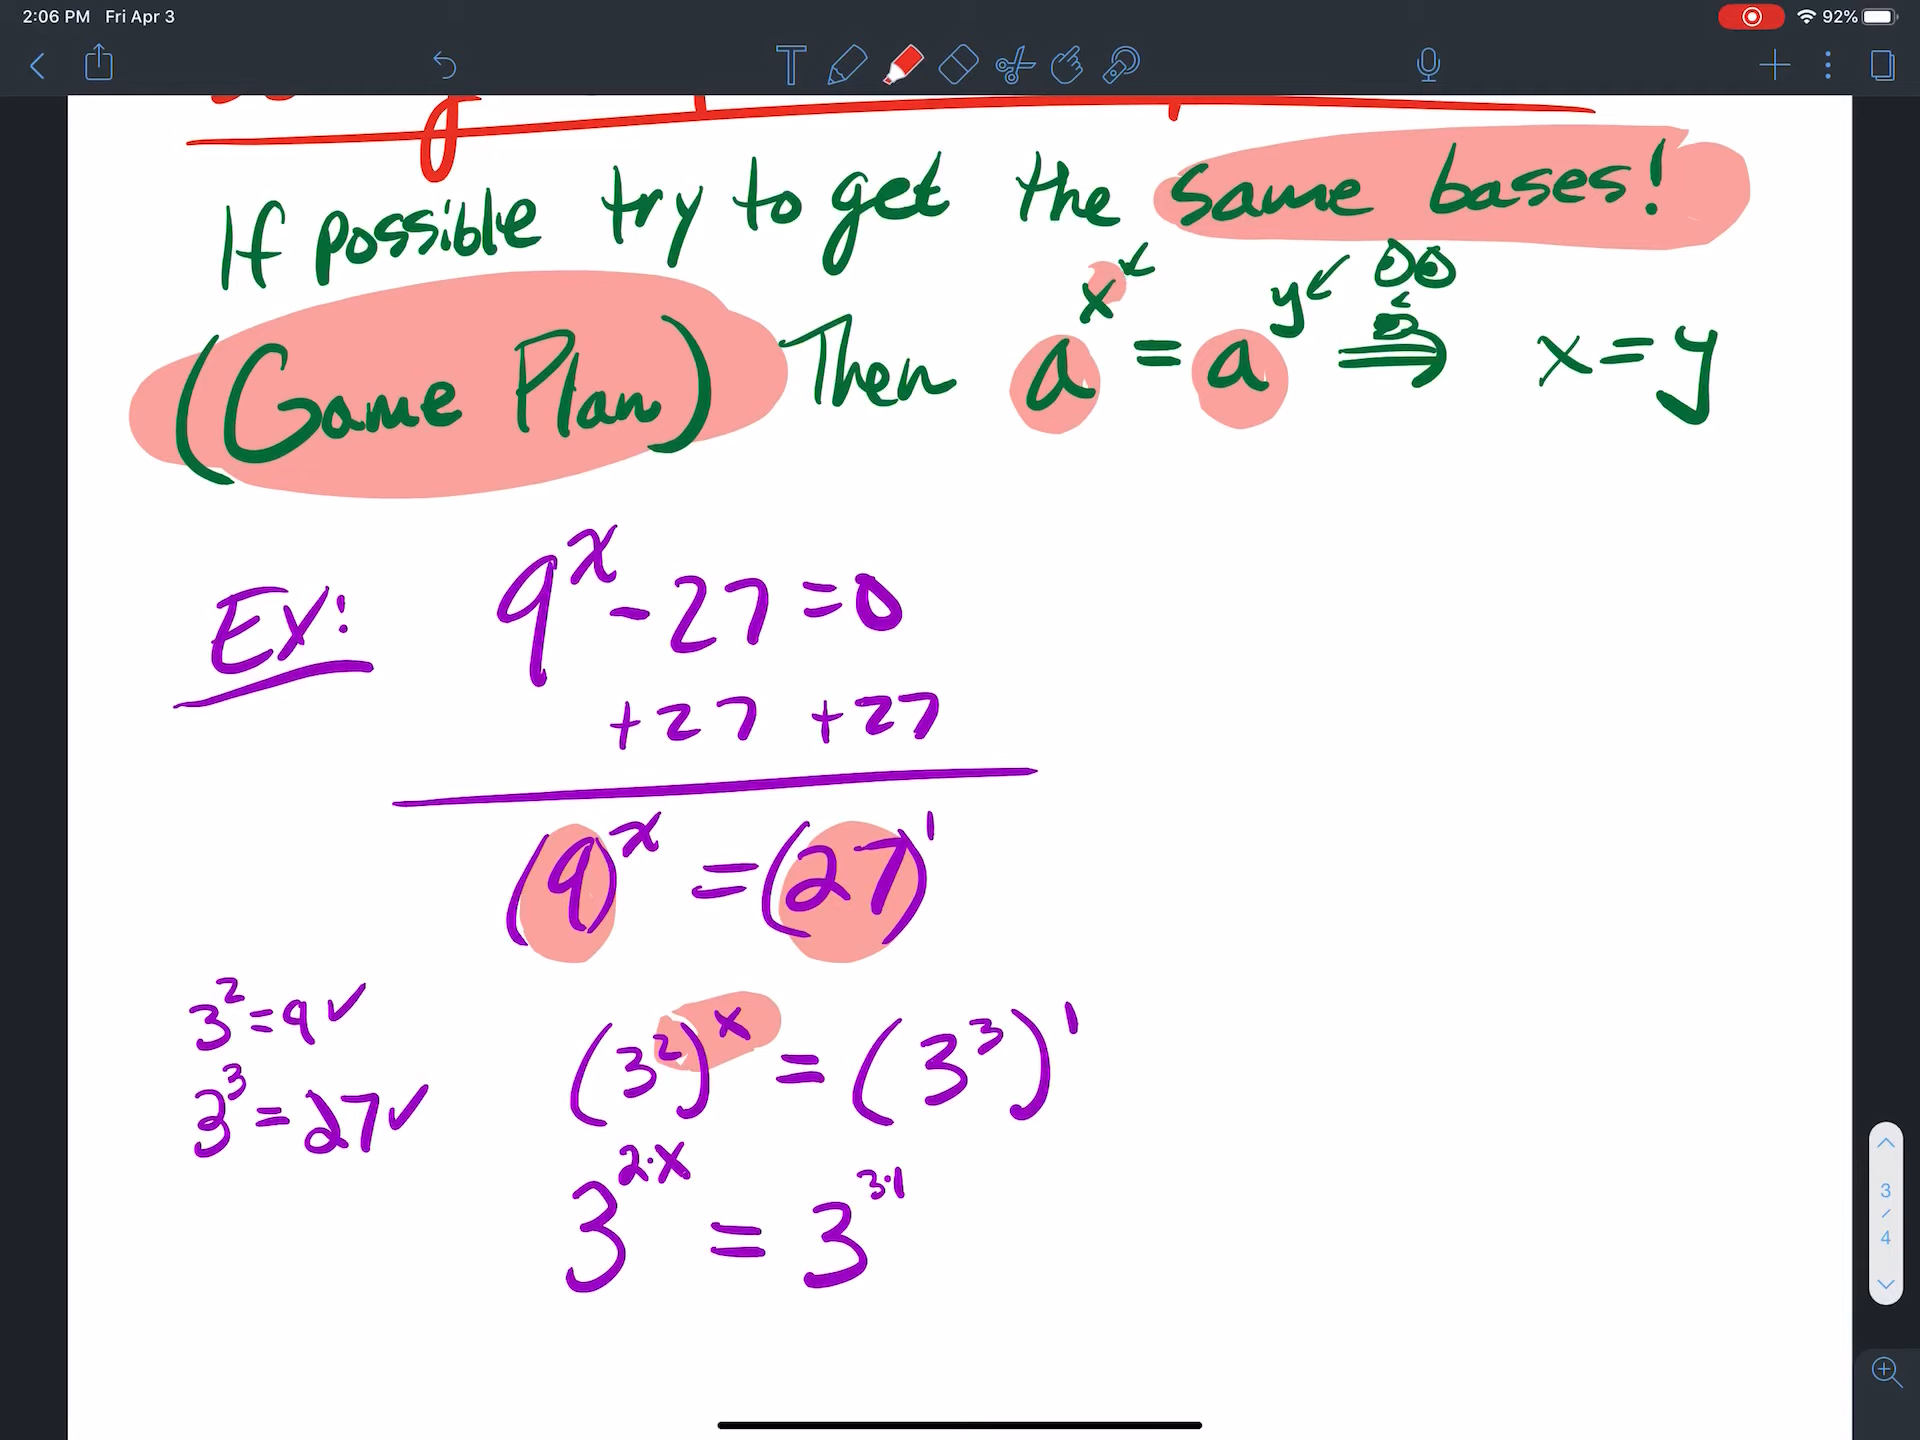 2:06 PM Fri Apr 3
92%
T
If possible try to get the same bases!
(Game Plan) Then a^x = a^y ⇒ x=y
EX: 9^x - 27 = 0
+27 +27
(9)^x = (27)^1
3^2 = 9 ✓
(3^2)^x = (3^3)^1
3^3 = 27 ✓
3^{2·x} = 3^{3·1}
3
/
4